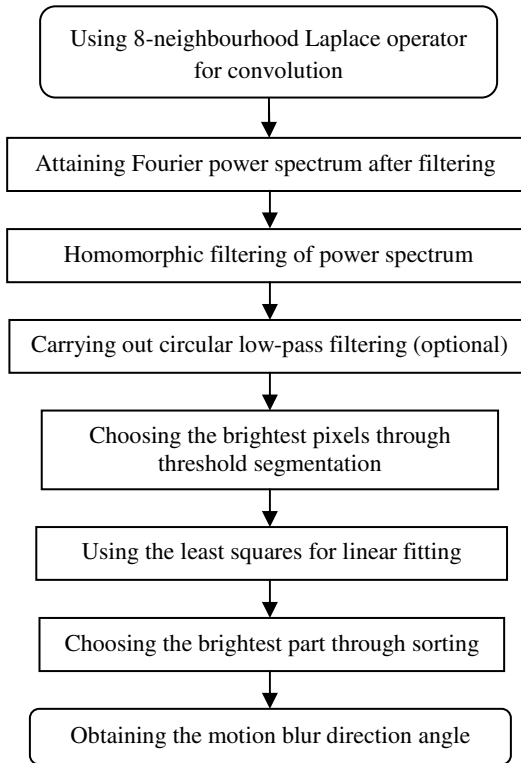 Using 8-neighbourhood Laplace operator
for convolution
Attaining Fourier power spectrum after filtering
Homomorphic filtering of power spectrum
Carrying out circular low-pass filtering (optional)
Choosing the brightest pixels through
threshold segmentation
Using the least squares for linear fitting
Choosing the brightest part through sorting
Obtaining the motion blur direction angle